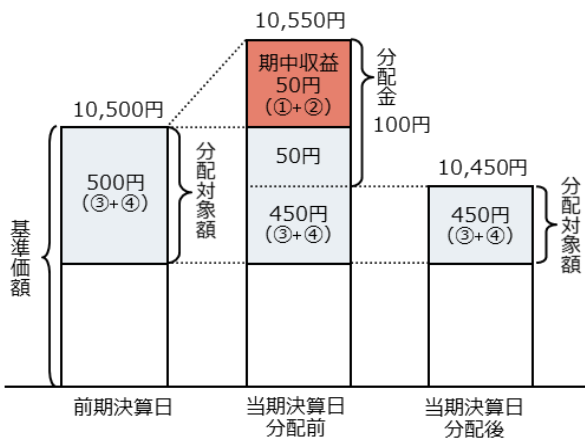 10,550円
期中収益
50円
(①+②)
分配金
100円
10,500円
500円
(③+④)
分配対象額
50円
450円
(③+④)
10,450円
450円
(③+④)
分配対象額
基準価額
前期決算日
当期決算日
分配前
当期決算日
分配後